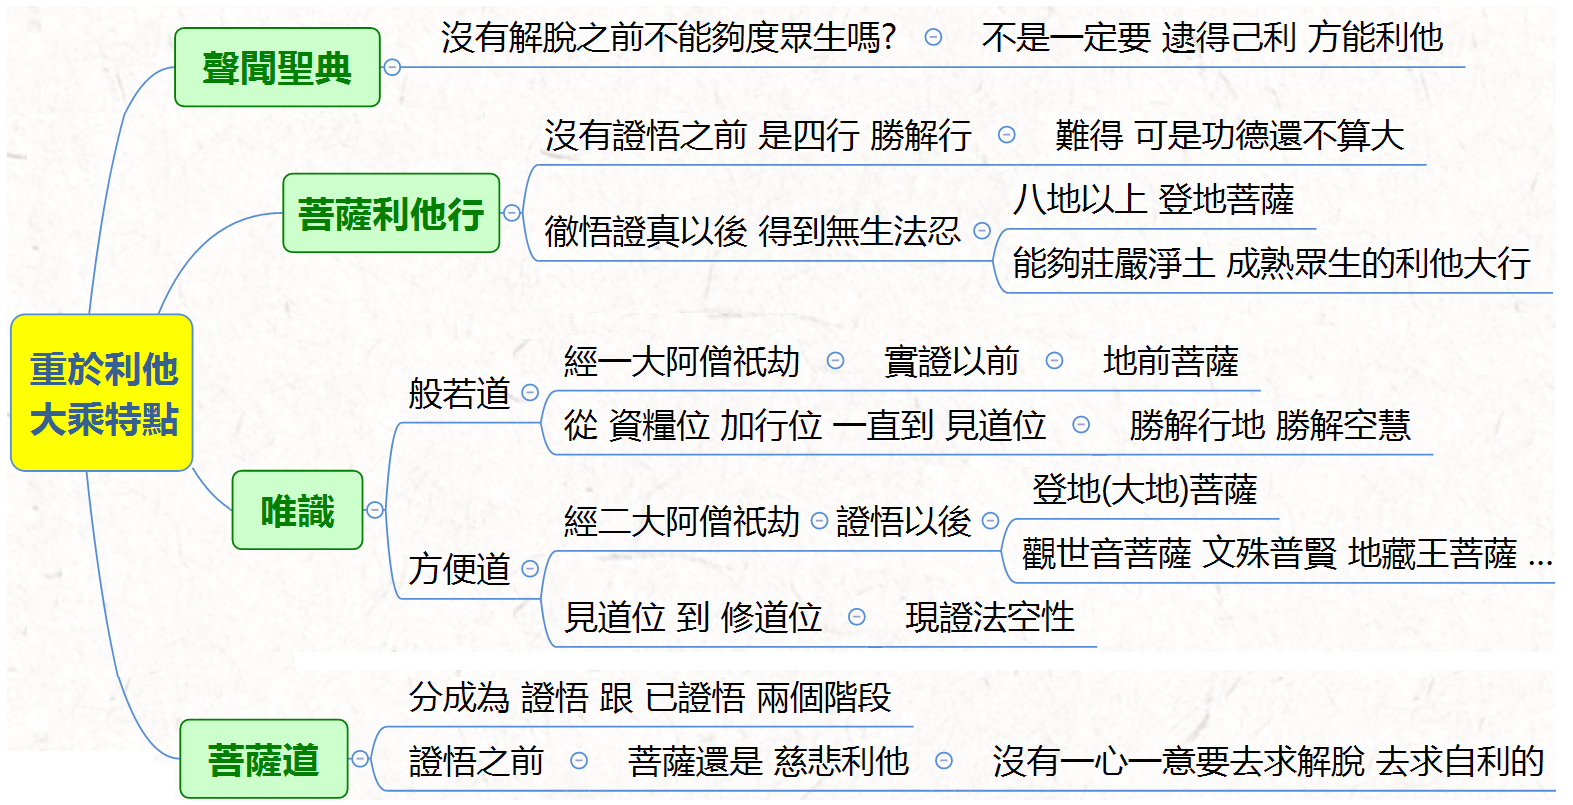 重於利他
大乘特點
聲聞聖典
沒有解脫之前不能夠度眾生嗎?
不是一定要 逮得己利 方能利他
菩薩利他行
沒有證悟之前 是四行 勝解行
難得 可是功德還不算大
徹悟證真以後 得到無生法忍
八地以上 登地菩薩
能夠莊嚴淨土 成熟眾生的利他大行
唯識
般若道
經一大阿僧祇劫
實證以前
地前菩薩
從 資糧位 加行位 一直到 見道位
勝解行地 勝解空慧
方便道
經二大阿僧祇劫
證悟以後
登地(大地)菩薩
觀世音菩薩 文殊普賢 地藏王菩薩 ...
見道位 到 修道位
現證法空性
菩薩道
分成為 證悟 跟 已證悟 兩個階段
證悟之前
菩薩還是 慈悲利他
沒有一心一意要去求解脫 去求自利的